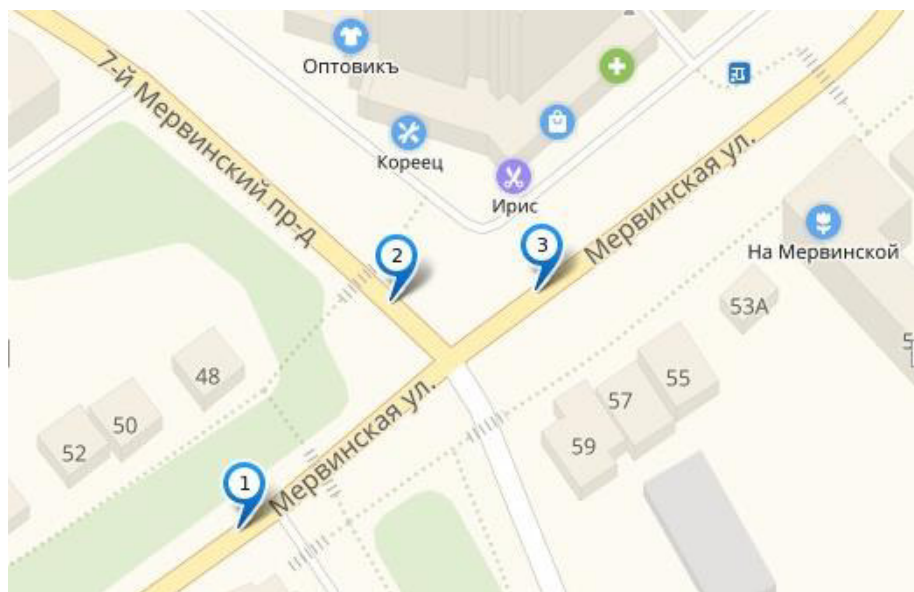 Оптовикъ
7-й Мервинский пр-д
Кореец
Ирис
Мервинская ул.
2
3
На Мервинской
53А
48
55
57
50
52
59
Мервинская ул.
1